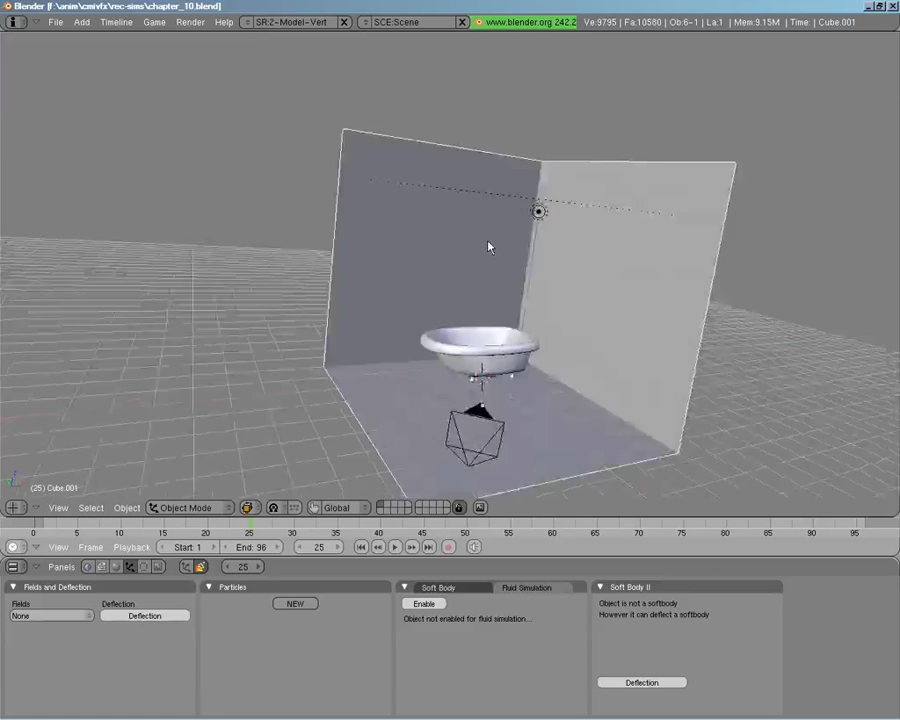 Blender [f:\anim\cmivfx\rec-sims\chapter_10.blend]
File Add Timeline Game Render Help SR:2-Model-Vert SCE:Scene www.blender.org 242.2 Ve:9795 | Fa:10580 | Ob:6-1 | La:1 | Mem:9.15M | Time: | Cube.001
(25) Cube.001
View Select Object Object Mode Global
0 5 10 15 20 25 30 35 40 45 50 55 60 65 70 75 80 85 90 95
View Frame Playback Start: 1 End: 96 25
Panels 25
Fields and Deflection Particles Soft Body Fluid Simulation Soft Body II
Fields Deflection NEW Enable Object is not a softbody
None Deflection Object not enabled for fluid simulation... However it can deflect a softbody
Deflection